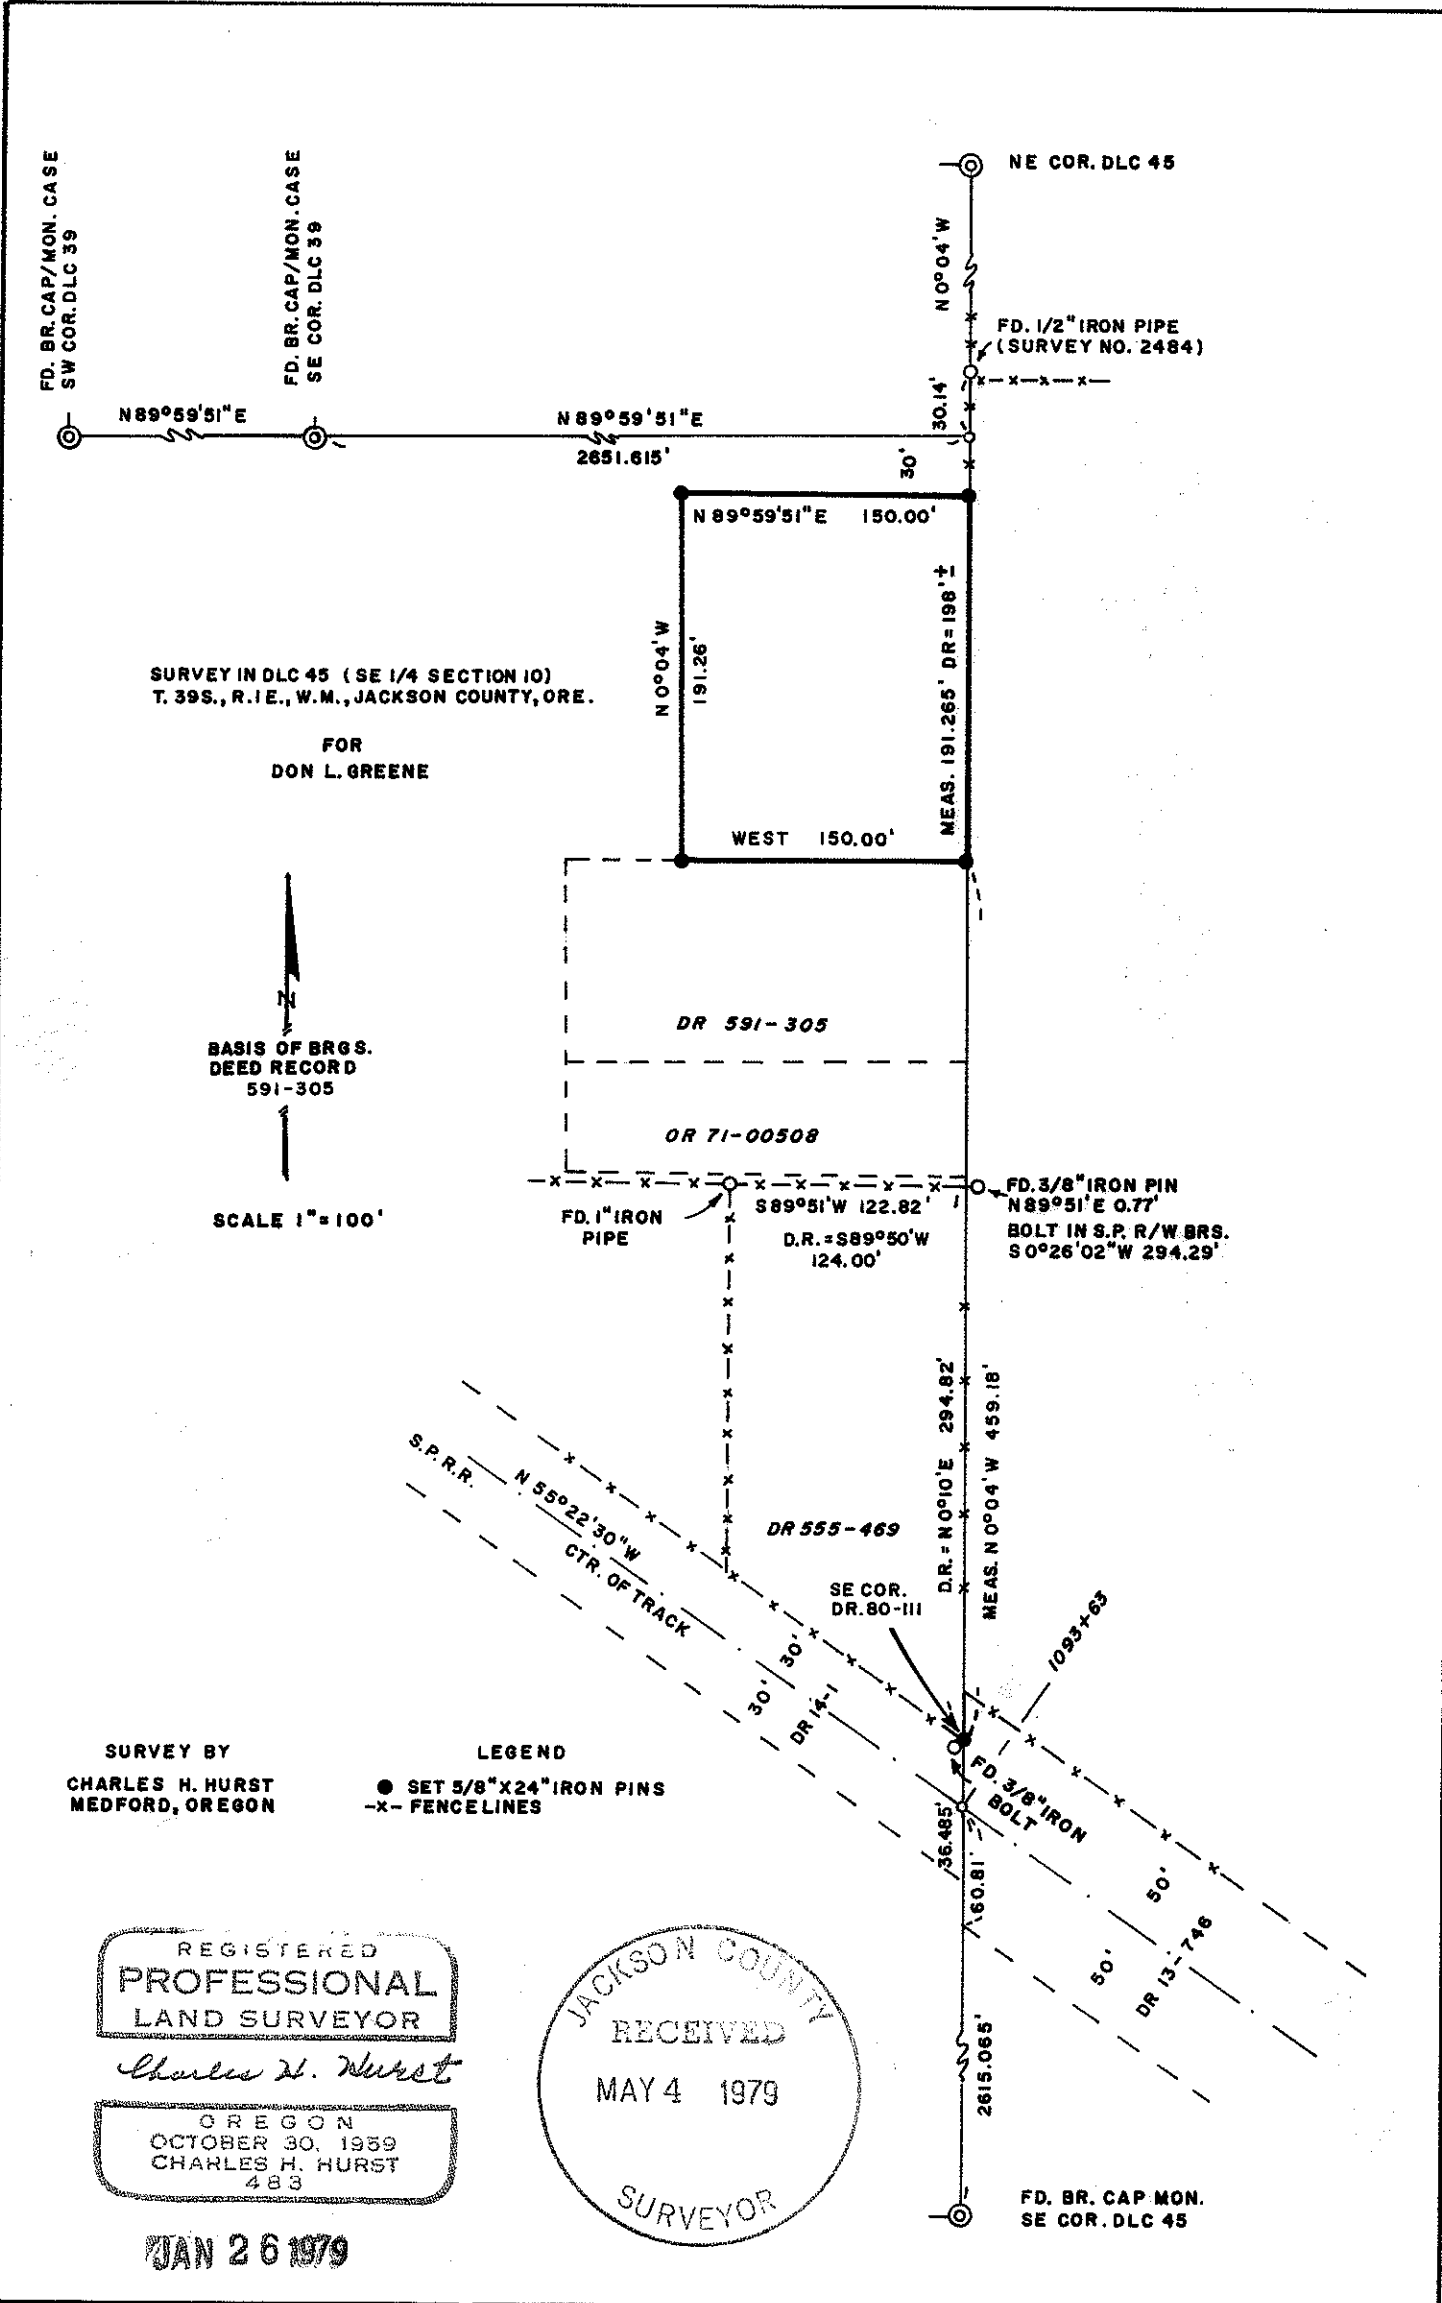 FD. BR. CAP/MON. CASE
SW COR. DLC 39
FD. BR. CAP/MON. CASE
SE COR. DLC 39
NE COR. DLC 45
N 0°04' W
FD. 1/2" IRON PIPE
(SURVEY NO. 2484)
30.14'
N 89°59'51" E
N 89°59'51" E
2651.615'
30'
N 89°59'51" E 150.00'
N 0°04' W
191.26'
MEAS. 191.265' DR=198'±
WEST 150.00'
SURVEY IN DLC 45 (SE 1/4 SECTION 10)
T. 39S., R. 1 E., W.M., JACKSON COUNTY, ORE.
FOR
DON L. GREENE
N
BASIS OF BRGS.
DEED RECORD
591-305
SCALE 1"=100'
DR 591-305
OR 71-00508
FD. 1" IRON
PIPE
S89°51'W 122.82'
D.R.=S89°50'W
124.00'
FD. 3/8" IRON PIN
N 89°51' E 0.77'
BOLT IN S.P. R/W BRS.
S 0°26'02" W 294.29'
D.R. = N 0°10' E 294.82'
MEAS. N 0°04' W 459.18'
S.P.R.R.
N 55°22'30" W
CTR. OF TRACK
DR 555-469
SE COR.
DR. 80-111
1093+63
30'
30'
DR 14-1
FD. 3/8" IRON
BOLT
36.485'
60.81'
50'
50'
DR 13-746
2615.065'
FD. BR. CAP MON.
SE COR. DLC 45
SURVEY BY
CHARLES H. HURST
MEDFORD, OREGON
LEGEND
● SET 5/8"X24" IRON PINS
-x- FENCELINES
REGISTERED
PROFESSIONAL
LAND SURVEYOR
Charles H. Hurst
OREGON
OCTOBER 30, 1959
CHARLES H. HURST
483
JAN 26 1979
JACKSON COUNTY
RECEIVED
MAY 4 1979
SURVEYOR